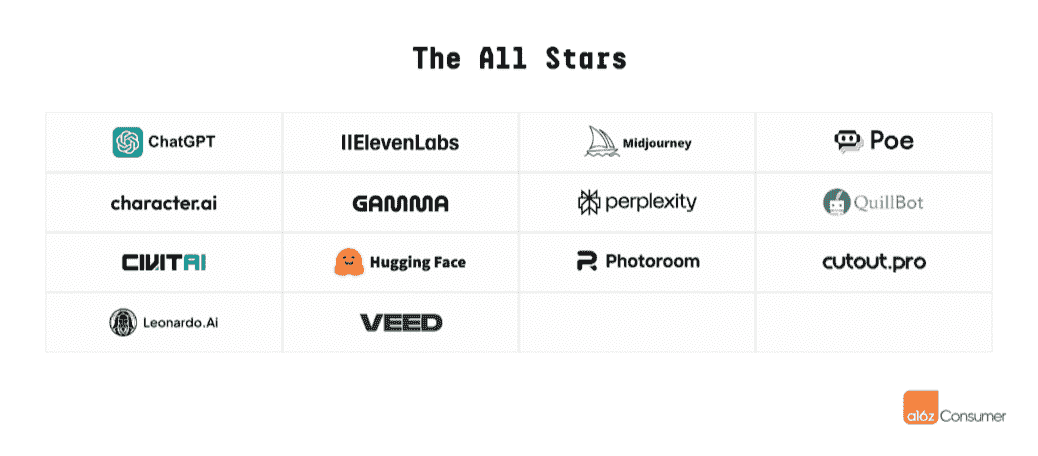 The All Stars
ChatGPT
IIElevenLabs
Midjourney
Poe
character.ai
GAMMA
perplexity
QuillBot
CIVITAI
Hugging Face
Photoroom
cutout.pro
Leonardo.Ai
VEED
a16z Consumer